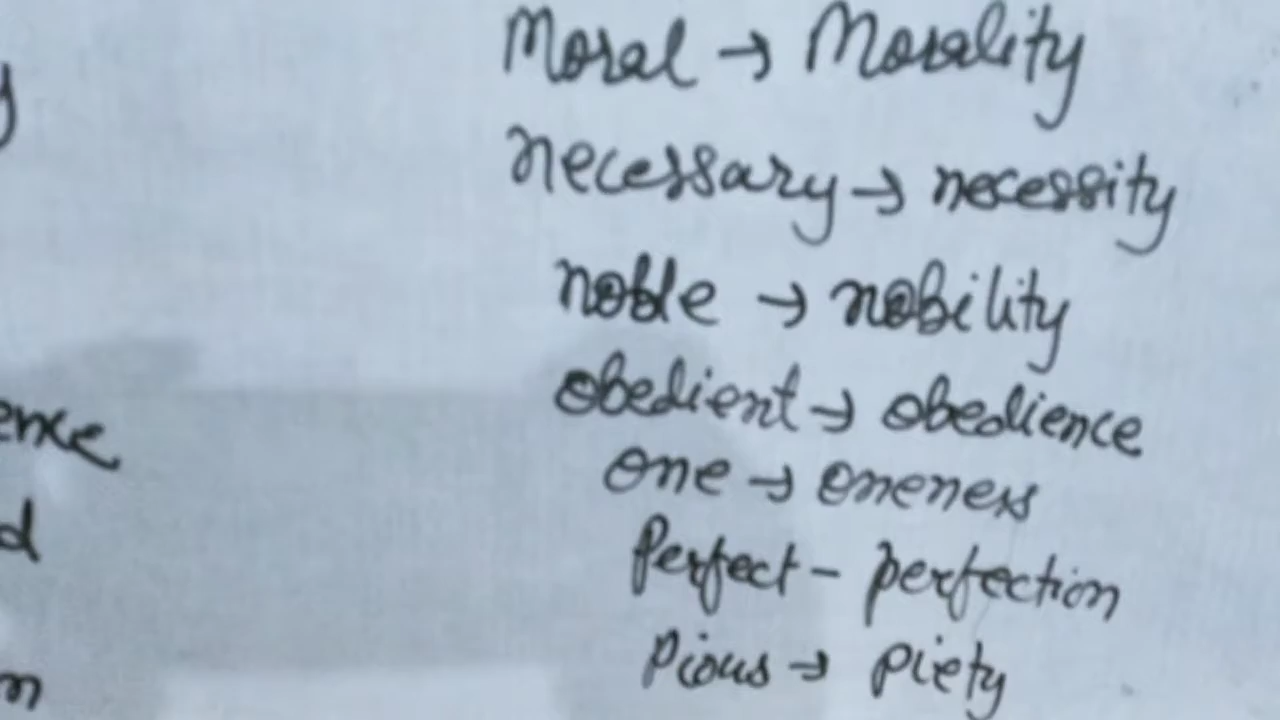 Moral → Morality
necessary → necessity
noble → nobility
obedient → obedience
one → oneness
Perfect - perfection
Pious → piety